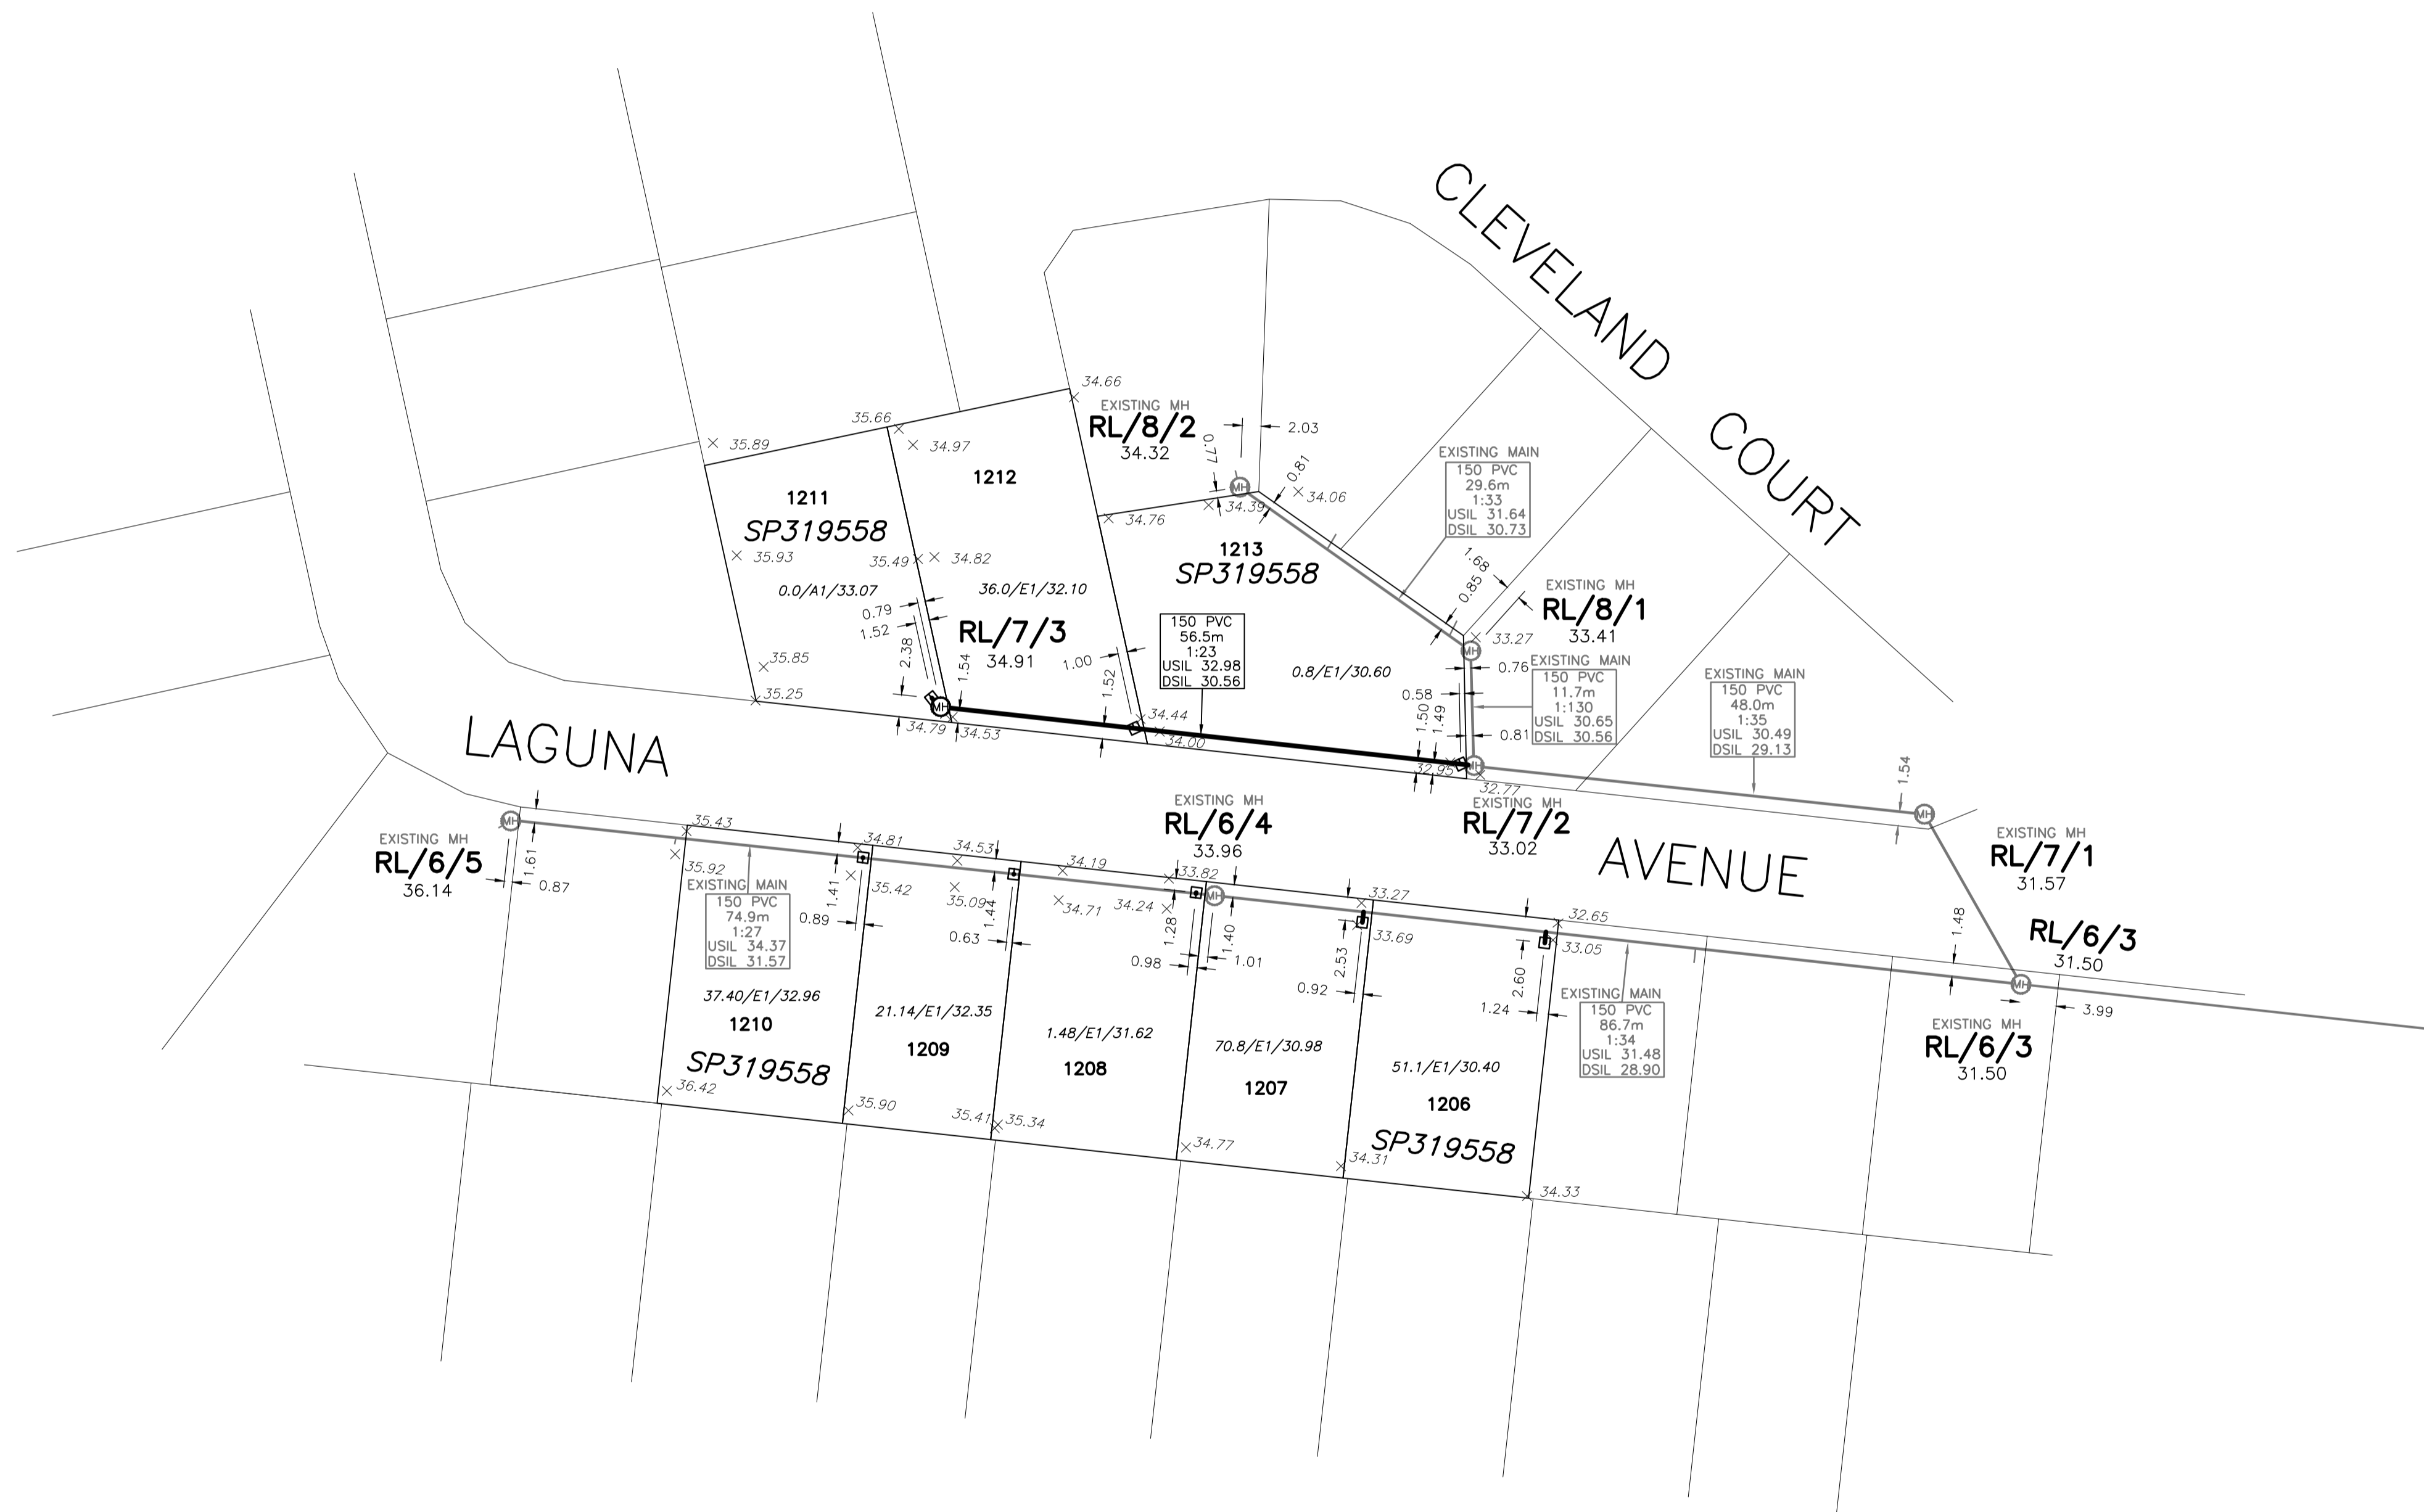 CLEVELAND COURT
34.66
EXISTING MH
RL/8/2
34.32
35.66
35.89
34.97
1212
0.77
2.03
0.81
34.06
34.39
34.76
EXISTING MAIN
150 PVC
29.6m
1:33
USIL 31.64
DSIL 30.73
1211
SP319558
35.93
35.49
34.82
1213
SP319558
0.0/A1/33.07
36.0/E1/32.10
1.68
0.85
EXISTING MH
RL/8/1
33.41
33.27
0.79
1.52
2.38
RL/7/3
34.91
1.54
1.00
1.52
150 PVC
56.5m
1:23
USIL 32.98
DSIL 30.56
0.8/E1/30.60
0.76
0.58
1.50
1.49
0.81
EXISTING MAIN
150 PVC
11.7m
1:130
USIL 30.65
DSIL 30.56
EXISTING MAIN
150 PVC
48.0m
1:35
USIL 30.49
DSIL 29.13
35.85
35.25
34.79
34.53
MH
34.44
34.00
32.95
32.77
MH
MH
MH
MH
1.54
LAGUNA AVENUE
EXISTING MH
RL/7/2
33.02
EXISTING MH
RL/6/4
33.96
EXISTING MH
RL/7/1
31.57
EXISTING MH
RL/6/5
36.14
MH
1.61
0.87
35.43
35.92
34.81
35.42
34.53
35.09
34.19
34.71
33.82
34.24
MH
33.27
33.69
32.65
33.05
1.48
RL/6/3
31.50
MH
3.99
EXISTING MAIN
150 PVC
74.9m
1:27
USIL 34.37
DSIL 31.57
1.41
0.89
1.44
0.63
1.28
0.98
1.40
1.01
2.53
0.92
2.60
1.24
EXISTING MAIN
150 PVC
86.7m
1:34
USIL 31.48
DSIL 28.90
EXISTING MH
RL/6/3
31.50
37.40/E1/32.96
1210
SP319558
21.14/E1/32.35
1209
1.48/E1/31.62
1208
70.8/E1/30.98
1207
51.1/E1/30.40
1206
SP319558
36.42
35.90
35.41
35.34
34.77
34.31
34.33